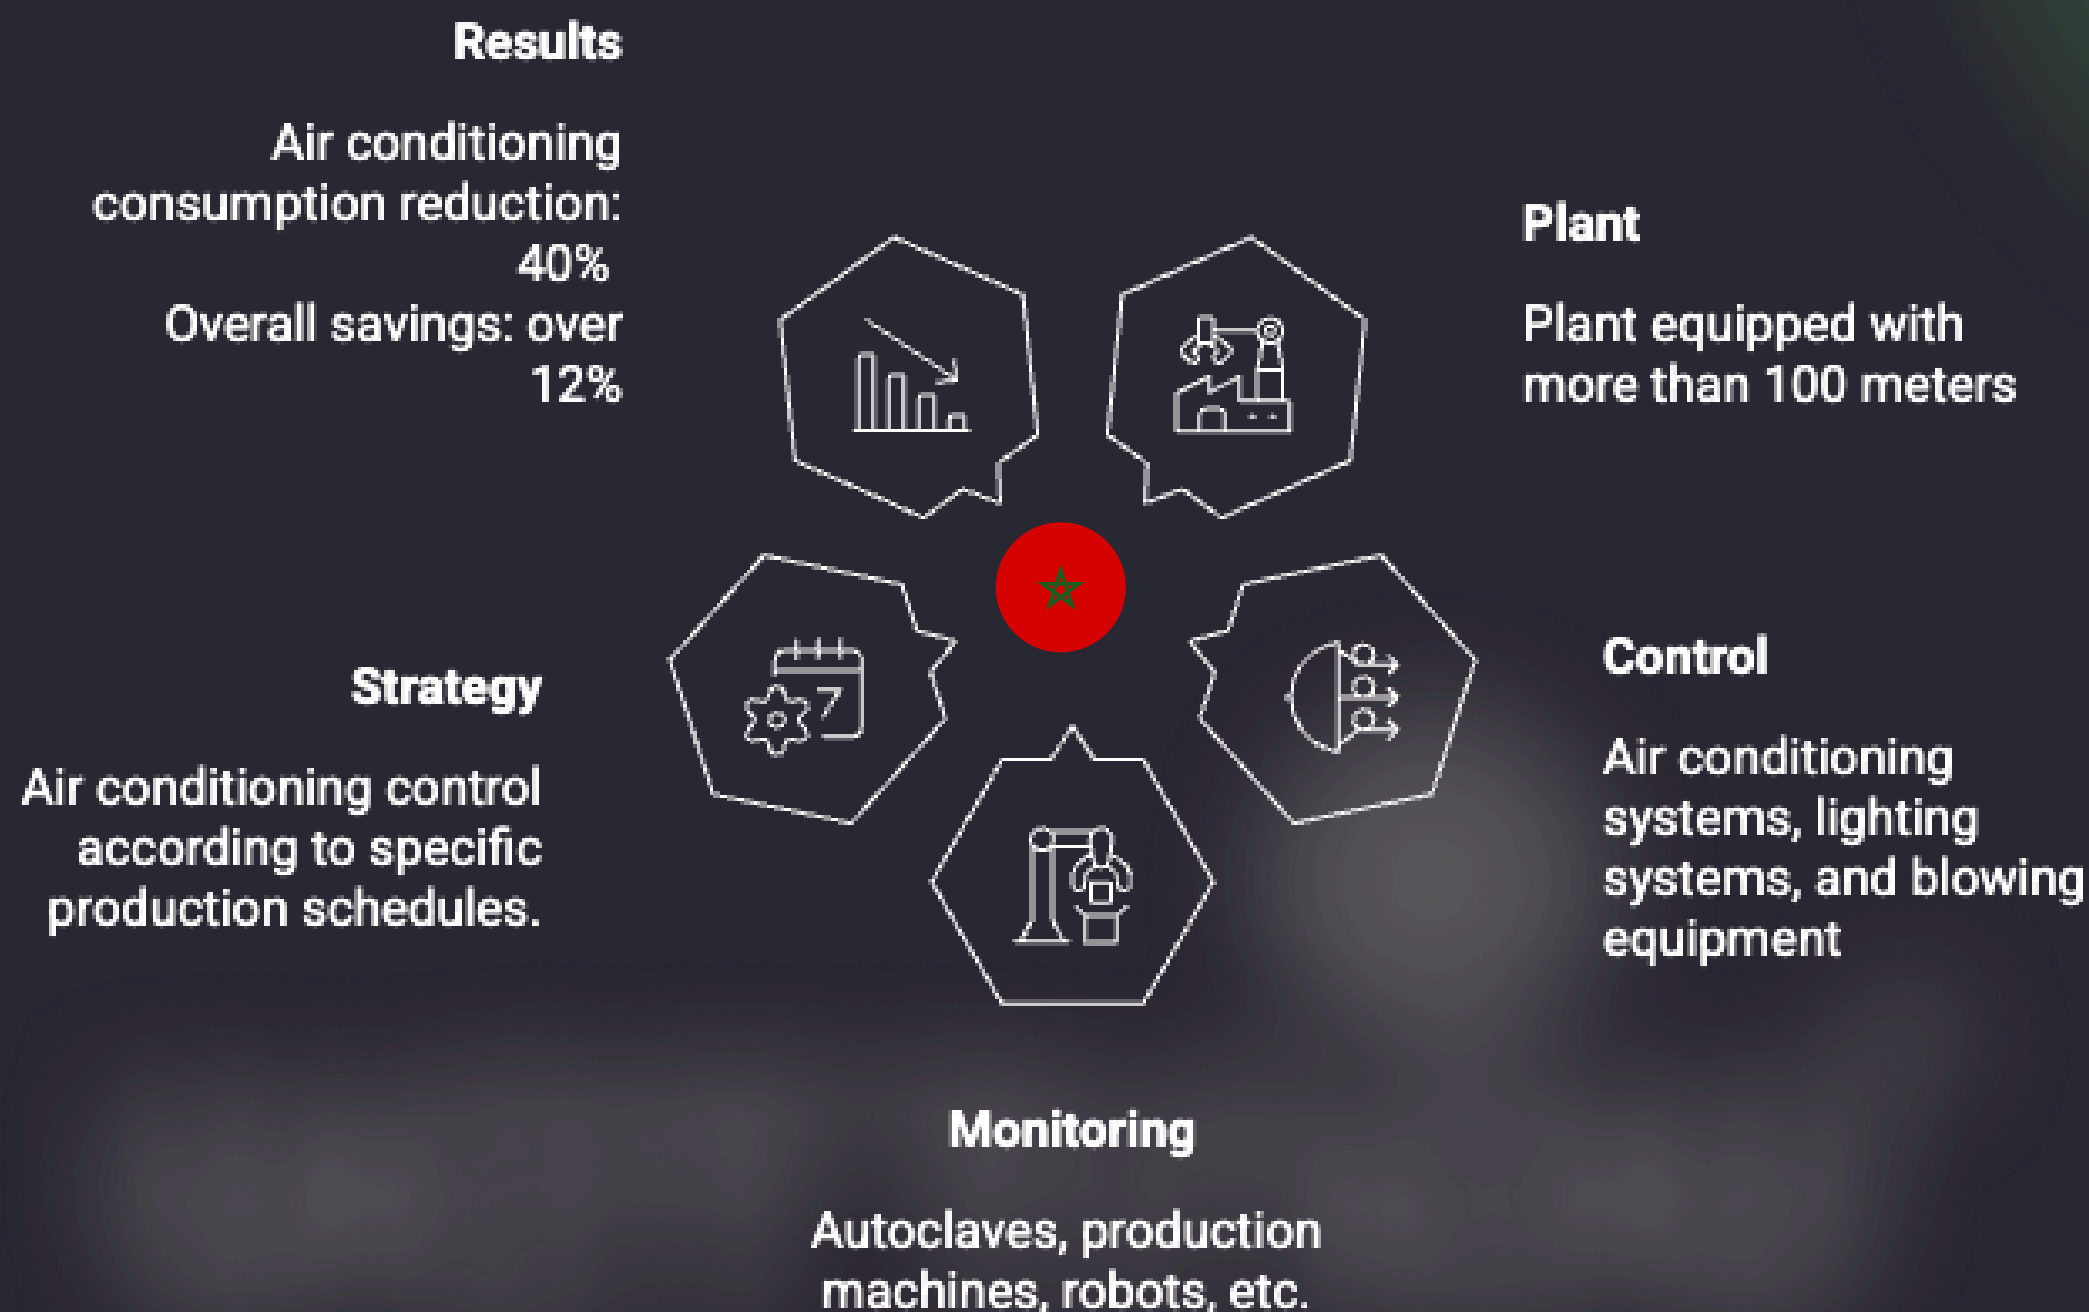 Results
Air conditioning
consumption reduction:
40%
Overall savings: over
12%
Plant
Plant equipped with
more than 100 meters
Control
Air conditioning
systems, lighting
systems, and blowing
equipment
Strategy
Air conditioning control
according to specific
production schedules.
7
Monitoring
Autoclaves, production
machines, robots, etc.